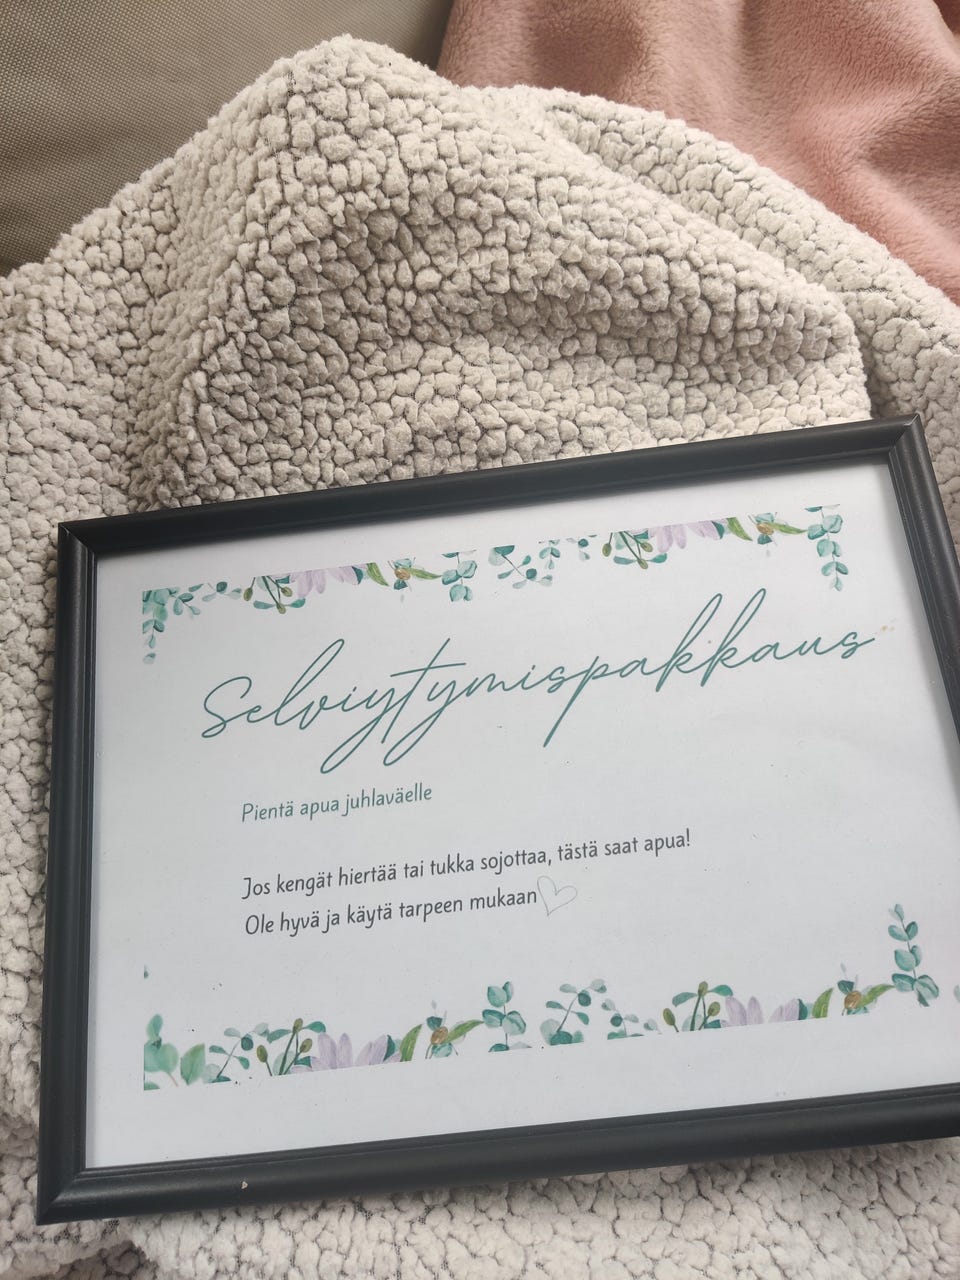 Selviytymispakkaus
Pientä apua juhlaväelle
Jos kengät hiertää tai tukka sojottaa, tästä saat apua!
Ole hyvä ja käytä tarpeen mukaan